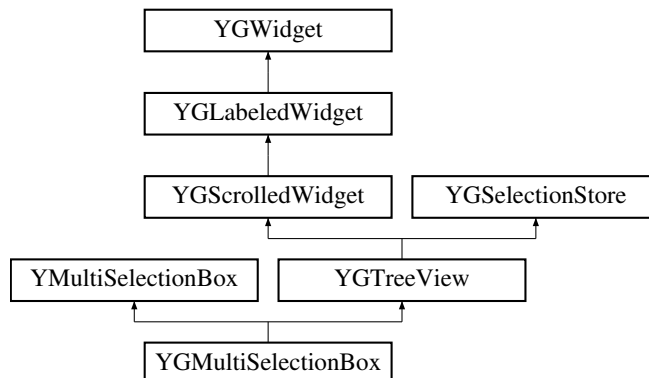 YGWidget
YGLabeledWidget
YGScrolledWidget
YGSelectionStore
YMultiSelectionBox
YGTreeView
YGMultiSelectionBox